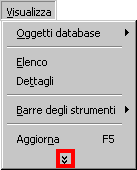 Visualizza
Oggetti database
Elenco
Dettagli
Barre degli strumenti
Aggiorna F5